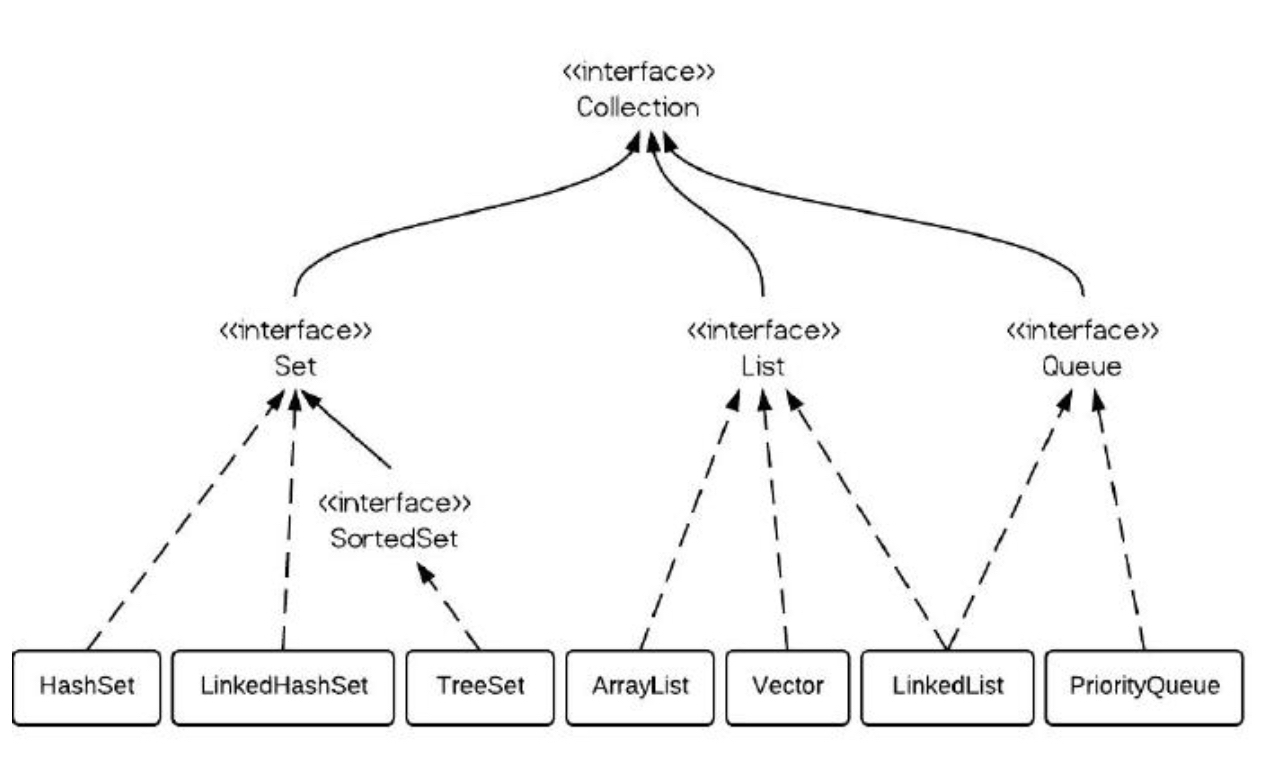 <<interface>>
Collection
<<interface>>
Set
<<interface>>
List
<<interface>>
Queue
<<interface>>
SortedSet
HashSet
LinkedHashSet
TreeSet
ArrayList
Vector
LinkedList
PriorityQueue